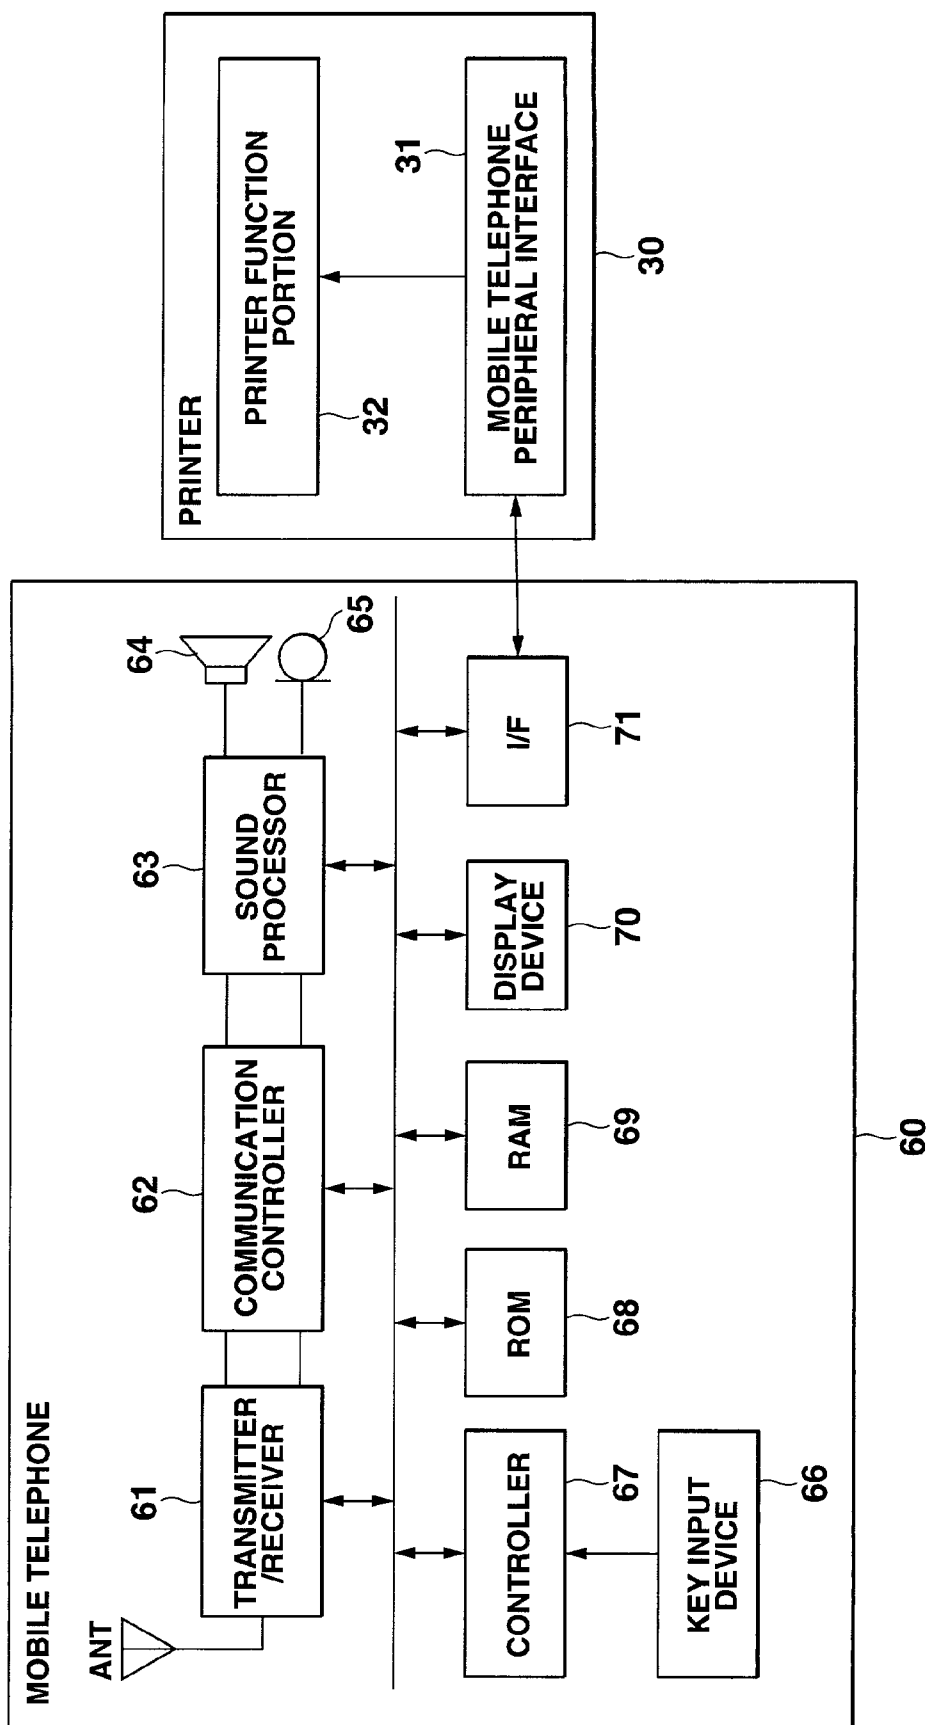 MOBILE TELEPHONE
ANT
61
TRANSMITTER
/RECEIVER
62
COMMUNICATION
CONTROLLER
63
SOUND
PROCESSOR
64
65
CONTROLLER
67
KEY INPUT
DEVICE
66
ROM
68
RAM
69
DISPLAY
DEVICE
70
I/F
71
60
PRINTER
PRINTER FUNCTION
PORTION
32
31
MOBILE TELEPHONE
PERIPHERAL INTERFACE
30